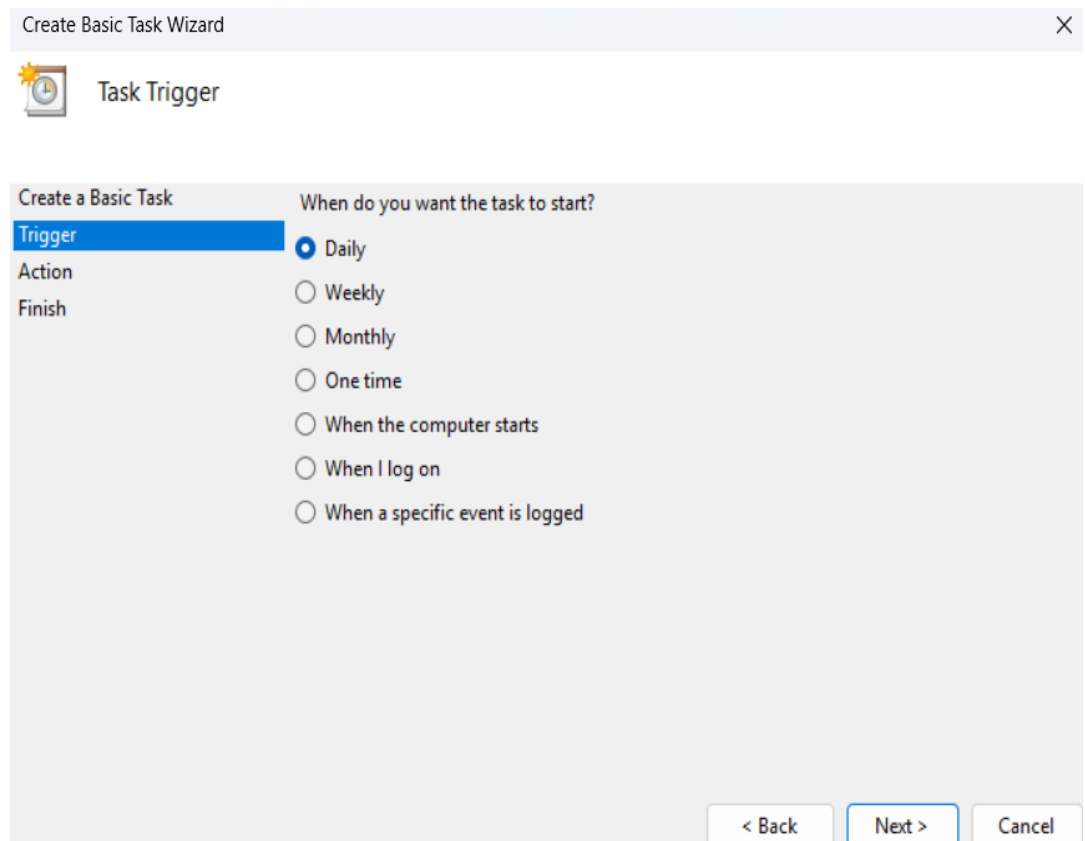 Create Basic Task Wizard
Task Trigger
Create a Basic Task
Trigger
Action
Finish
When do you want the task to start?
Daily
Weekly
Monthly
One time
When the computer starts
When I log on
When a specific event is logged
< Back
Next >
Cancel